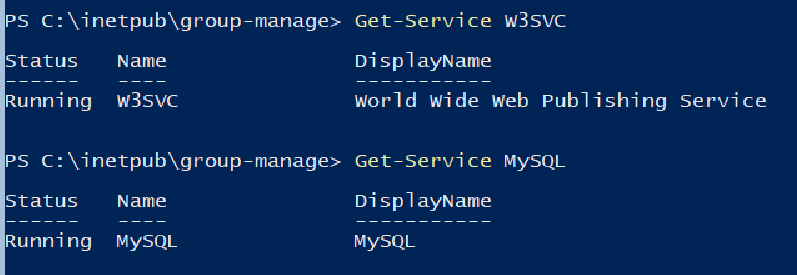 PS C:\inetpub\group-manage> Get-Service W3SVC
Status   Name               DisplayName
------   ----               -----------
Running  W3SVC              World Wide Web Publishing Service
PS C:\inetpub\group-manage> Get-Service MySQL
Status   Name               DisplayName
------   ----               -----------
Running  MySQL              MySQL